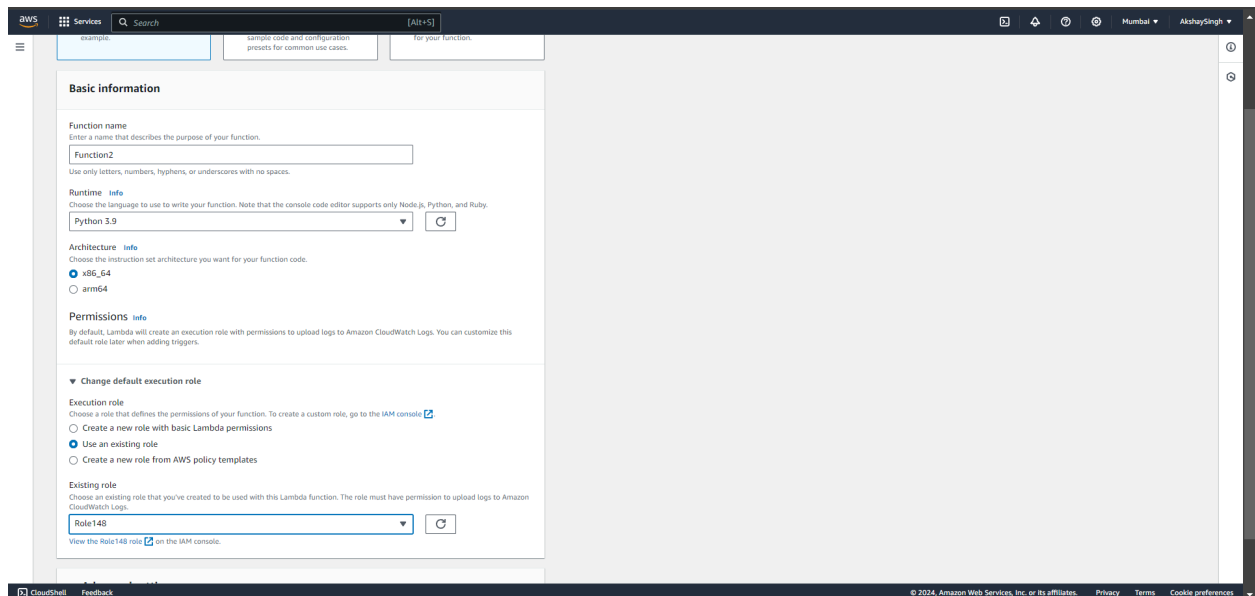 aws Services Search [Alt+S] Mumbai AkshaySingh
example. sample code and configuration for your function.
presets for common use cases.
Basic information
Function name
Enter a name that describes the purpose of your function.
Function2
Use only letters, numbers, hyphens, or underscores with no spaces.
Runtime Info
Choose the language to use to write your function. Note that the console code editor supports only Node.js, Python, and Ruby.
Python 3.9
Architecture Info
Choose the instruction set architecture you want for your function code.
x86_64
arm64
Permissions Info
By default, Lambda will create an execution role with permissions to upload logs to Amazon CloudWatch Logs. You can customize this
default role later when adding triggers.
Change default execution role
Execution role
Choose a role that defines the permissions of your function. To create a custom role, go to the IAM console.
Create a new role with basic Lambda permissions
Use an existing role
Create a new role from AWS policy templates
Existing role
Choose an existing role that you've created to be used with this Lambda function. The role must have permission to upload logs to Amazon
CloudWatch Logs.
Role148
View the Role148 role on the IAM console.
CloudShell Feedback © 2024, Amazon Web Services, Inc. or its affiliates. Privacy Terms Cookie preferences